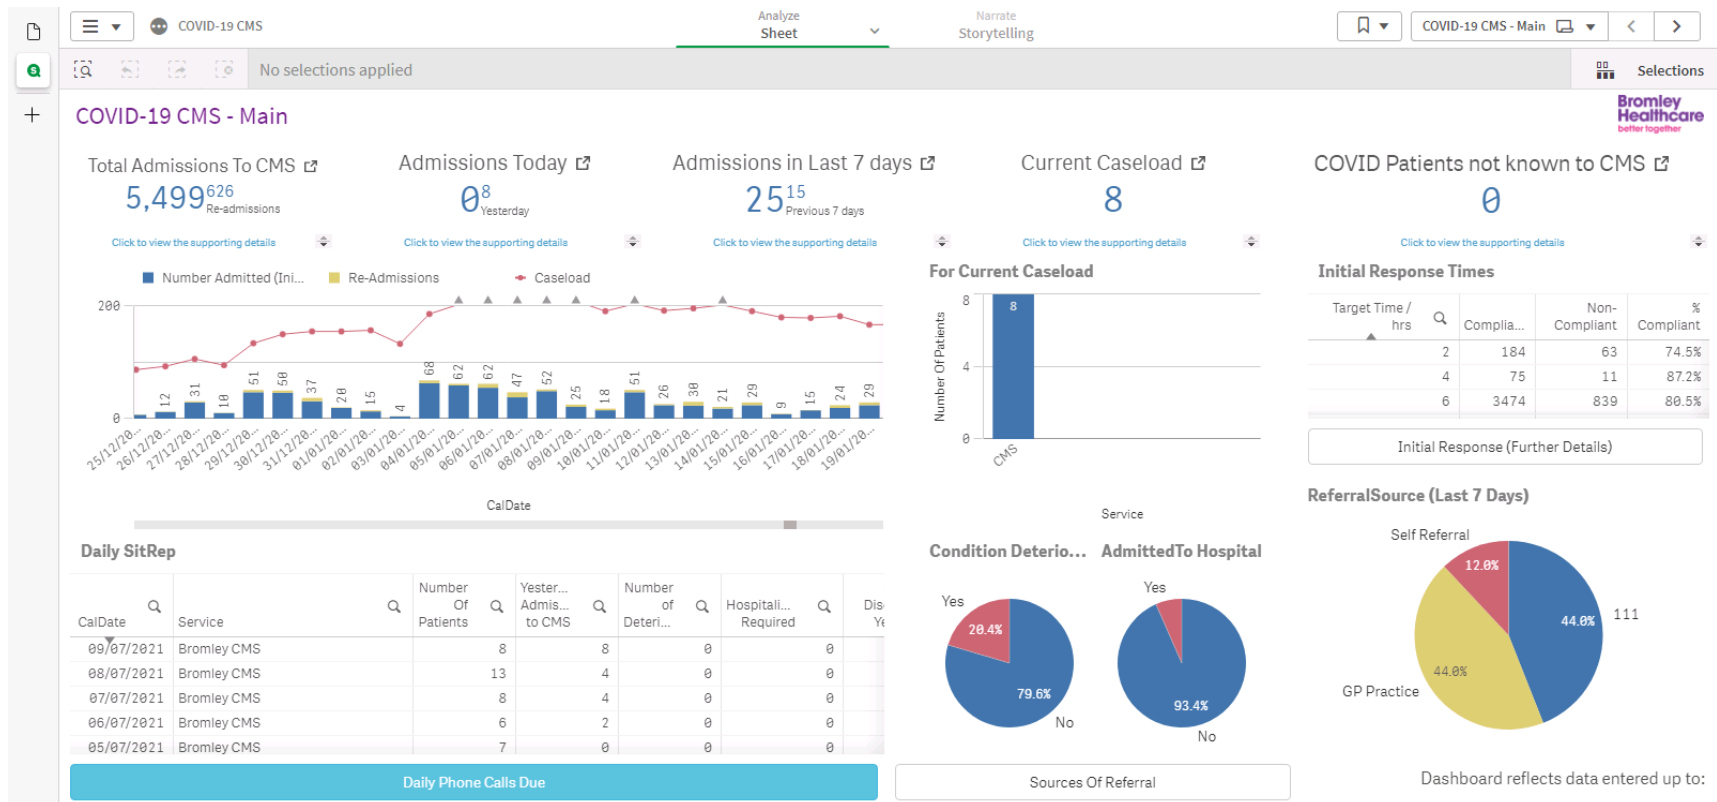 COVID-19 CMS
Analyze
Sheet
Narrate
Storytelling
COVID-19 CMS - Main
No selections applied
Selections
COVID-19 CMS - Main
Bromley
Healthcare
better together
Total Admissions To CMS
5,499 626
Re-admissions
Click to view the supporting details
Admissions Today
0 8
Yesterday
Click to view the supporting details
Admissions in Last 7 days
25 15
Previous 7 days
Click to view the supporting details
Current Caseload
8
Click to view the supporting details
COVID Patients not known to CMS
0
Click to view the supporting details
Number Admitted (Ini...
Re-Admissions
Caseload
200
0
12
31
10
51
50
37
20
15
4
68
62
62
47
52
25
18
51
26
30
21
29
9
15
24
29
25/12/20...
26/12/20...
27/12/20...
28/12/20...
29/12/20...
30/12/20...
31/12/20...
01/01/20...
02/01/20...
03/01/20...
04/01/20...
05/01/20...
06/01/20...
07/01/20...
08/01/20...
09/01/20...
10/01/20...
11/01/20...
12/01/20...
13/01/20...
14/01/20...
15/01/20...
16/01/20...
17/01/20...
18/01/20...
19/01/20...
CalDate
For Current Caseload
Number Of Patients
8
4
0
8
CMS
Service
Initial Response Times
Target Time / hrs Complia... Non-Compliant % Compliant
2 184 63 74.5%
4 75 11 87.2%
6 3474 839 80.5%
Initial Response (Further Details)
Daily SitRep
CalDate Service Number Of Patients Yester... Admis... to CMS Number of Deteri... Hospitali... Required
09/07/2021 Bromley CMS 8 8 0 0
08/07/2021 Bromley CMS 13 4 0 0
07/07/2021 Bromley CMS 8 4 0 0
06/07/2021 Bromley CMS 6 2 0 0
05/07/2021 Bromley CMS 7 0 0 0
Daily Phone Calls Due
Condition Deterio...
Yes
20.4%
79.6%
No
AdmittedTo Hospital
Yes
93.4%
No
Sources Of Referral
ReferralSource (Last 7 Days)
Self Referral
12.0%
44.0%
111
44.0%
GP Practice
Dashboard reflects data entered up to: